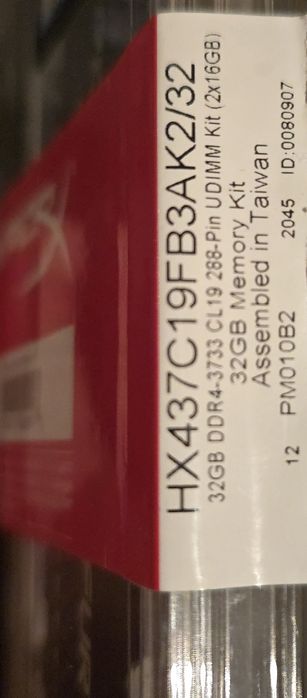 HX437C19FB3AK2/32
32GB DDR4-3733 CL19 288-Pin UDIMM Kit (2x16GB)
32GB Memory Kit
Assembled in Taiwan
12 PM010B2 2045 ID:0080907